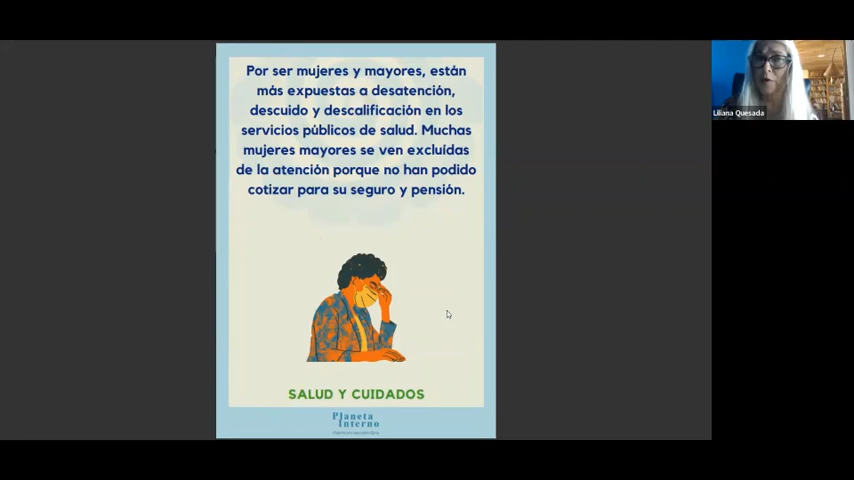 Por ser mujeres y mayores, están
más expuestas a desatención,
descuido y descalificación en los
servicios públicos de salud. Muchas
mujeres mayores se ven excluídas
de la atención porque no han podido
cotizar para su seguro y pensión.
SALUD Y CUIDADOS
Planeta
Interno
Liliana Quesada